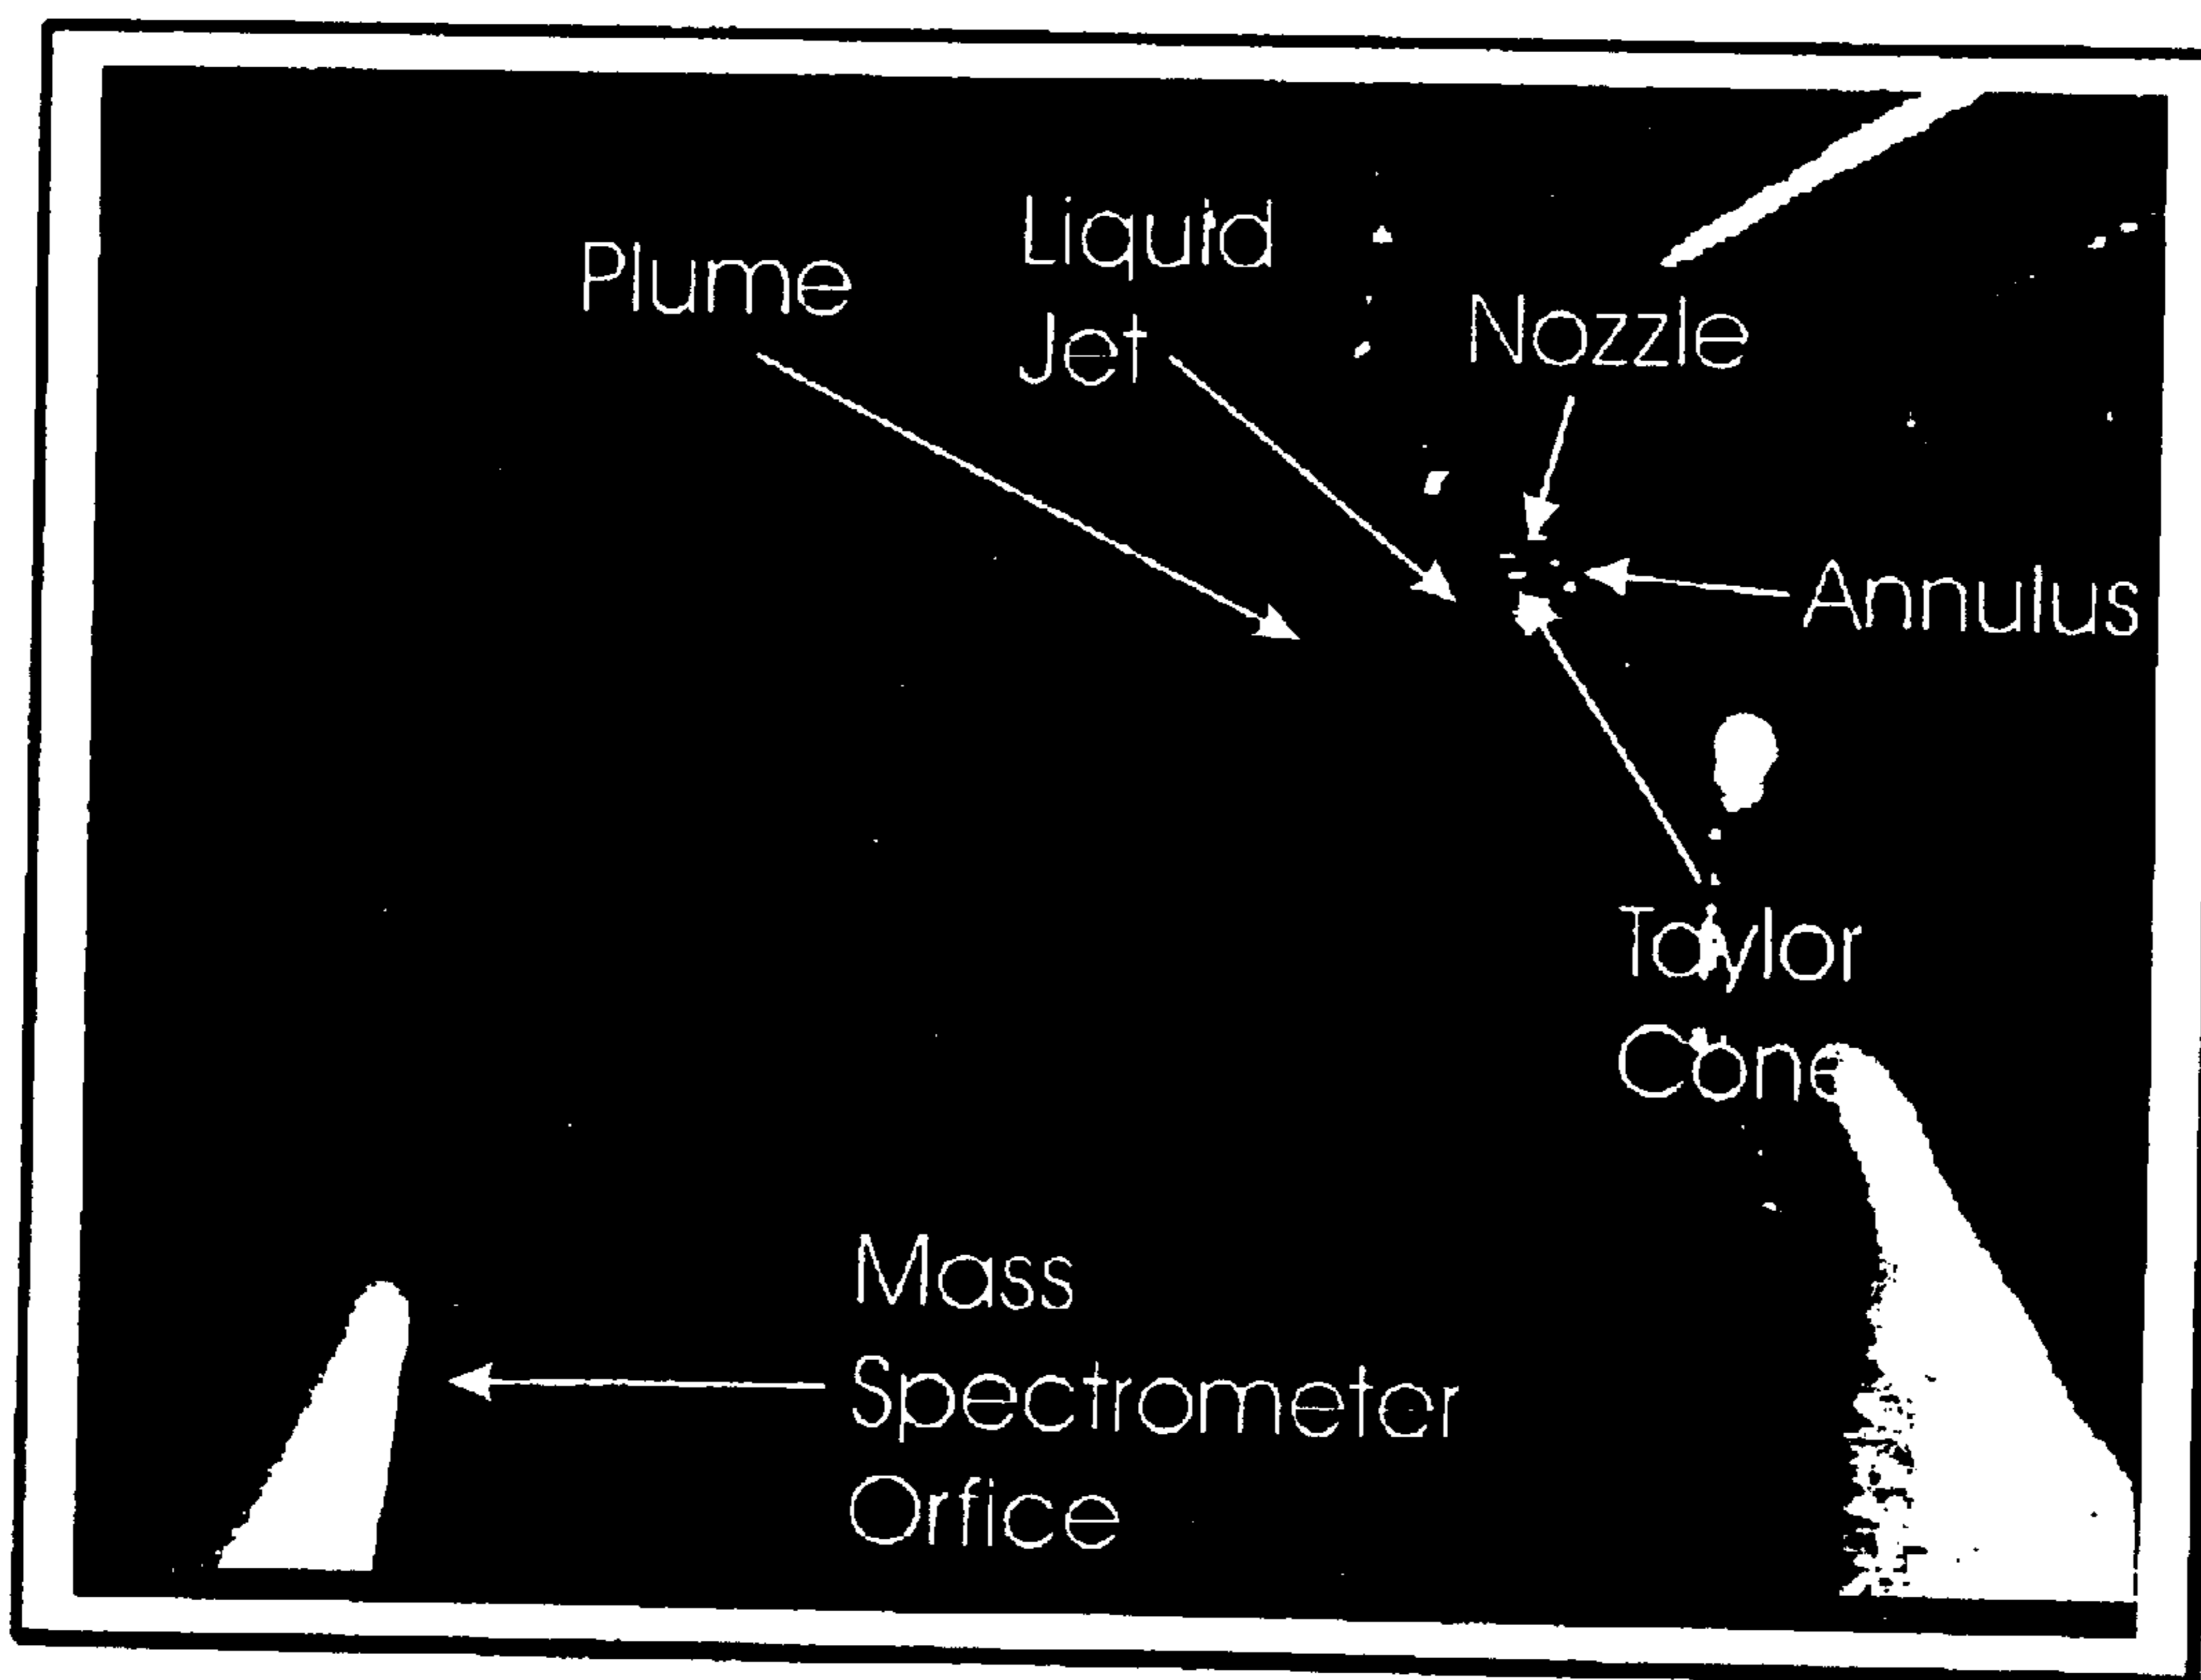 Plume
Liquid
Jet
Nozzle
Annulus
Taylor
Cone
Mass
Spectrometer
Orfice